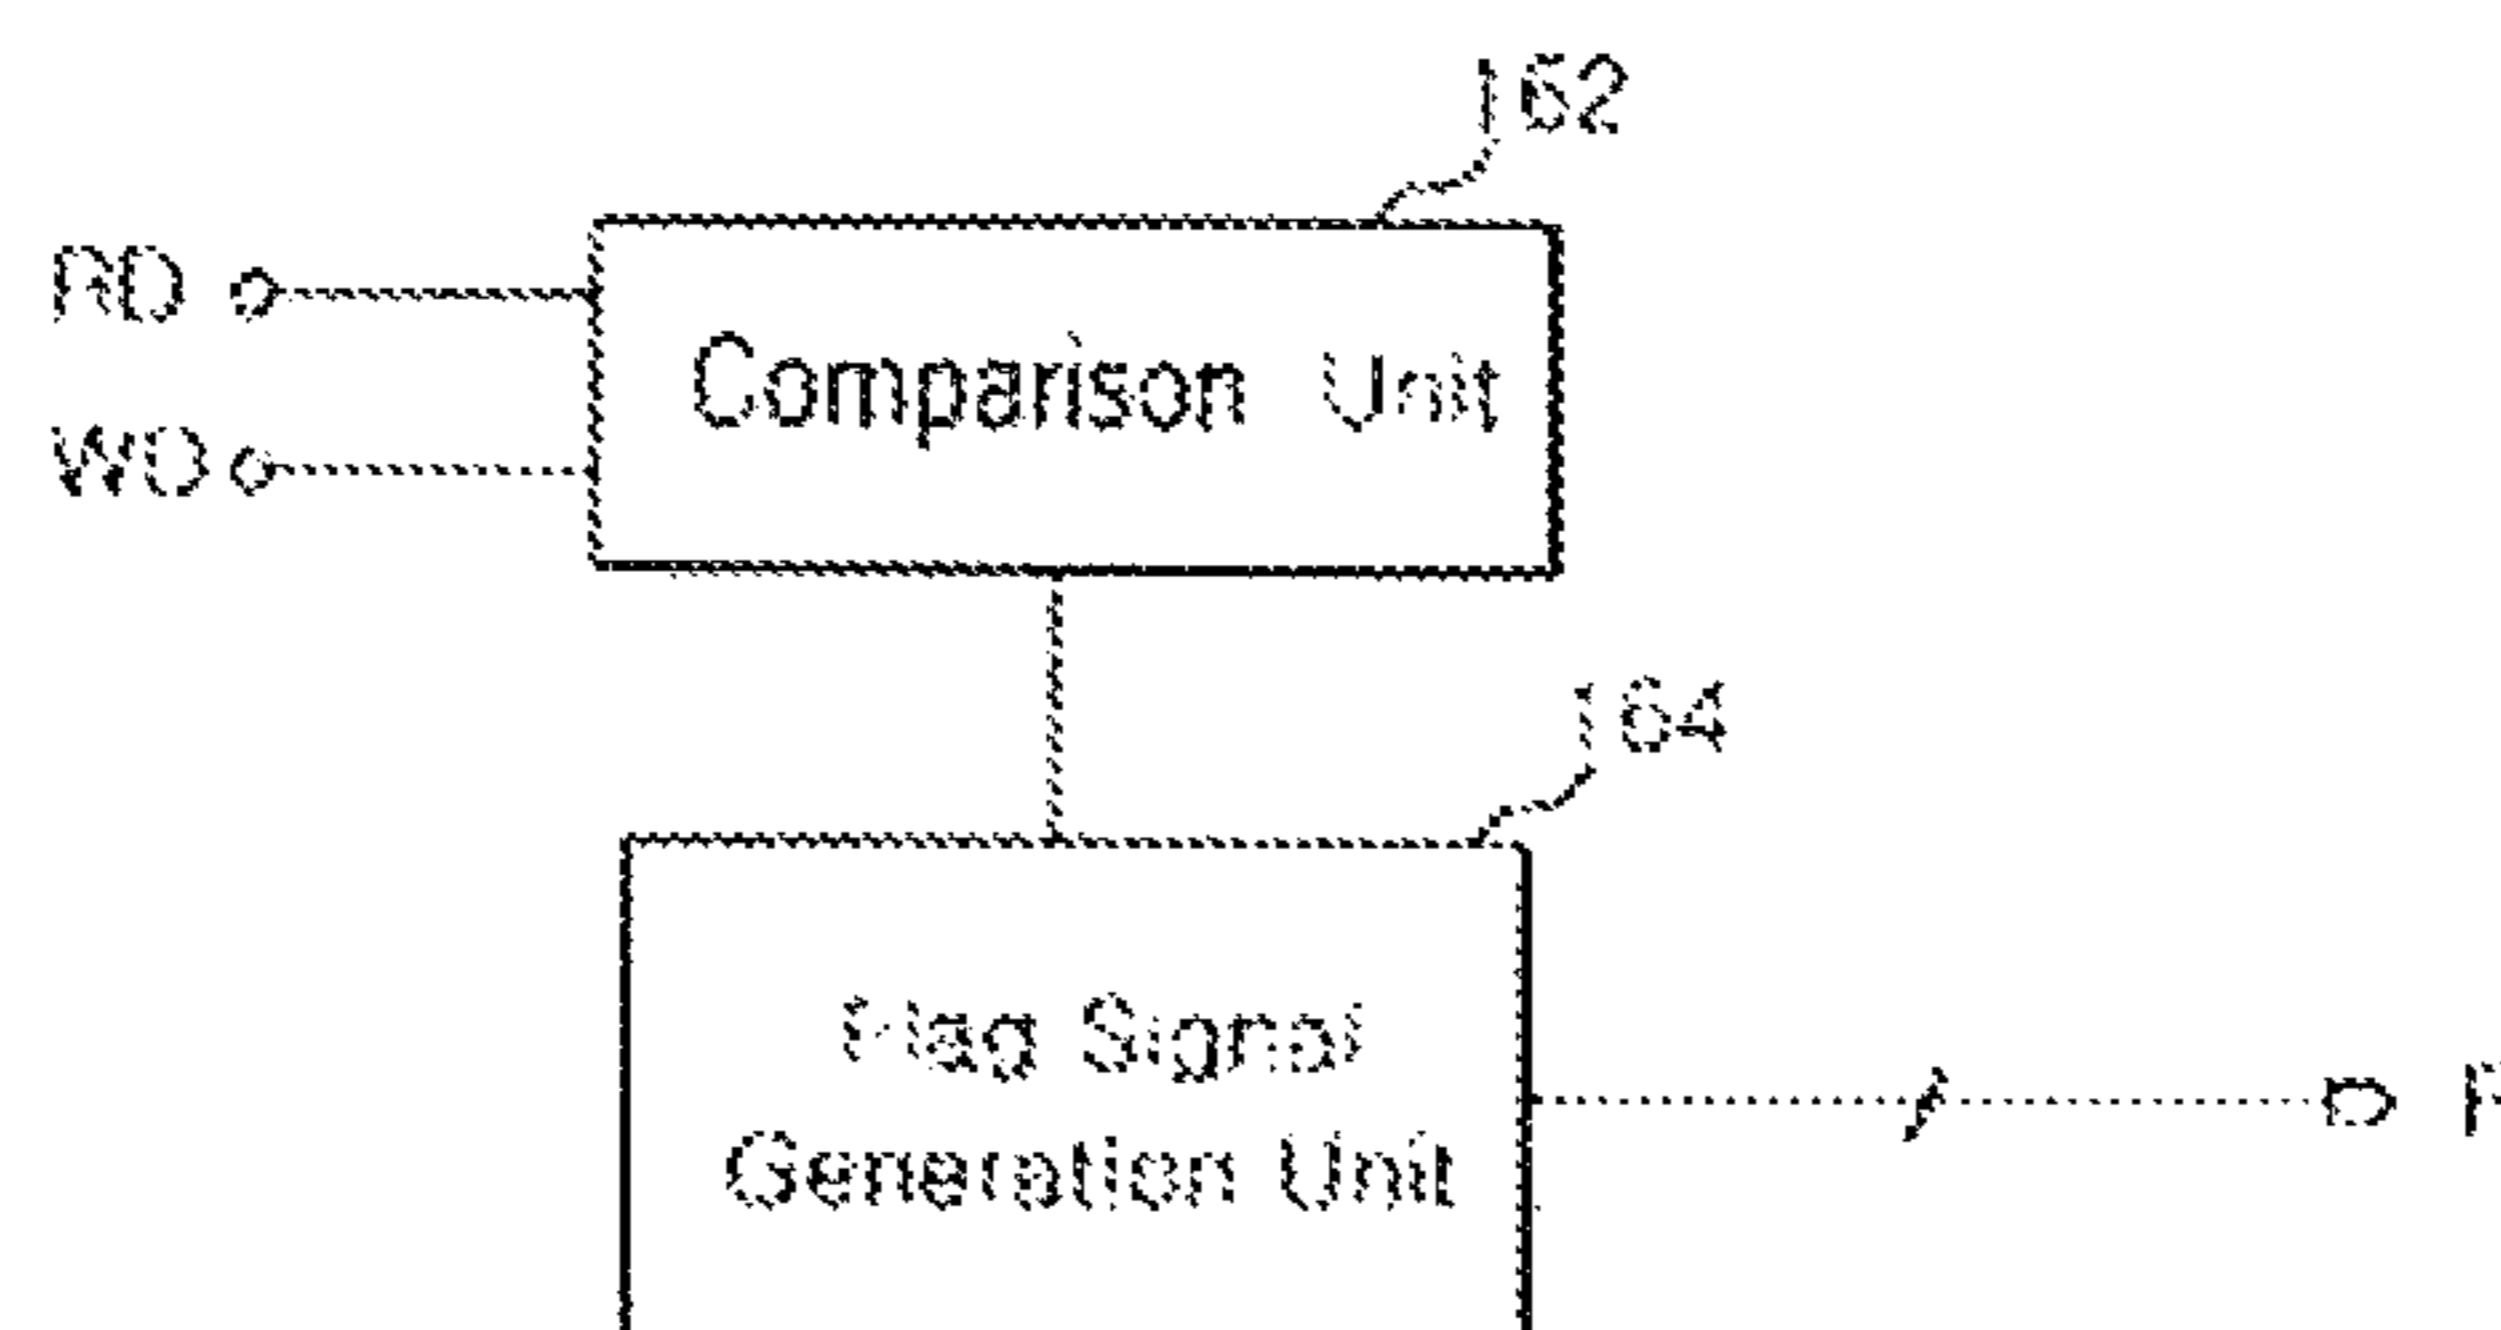 162
RD
Comparison Unit
WD
164
Flag Signal
Generation Unit